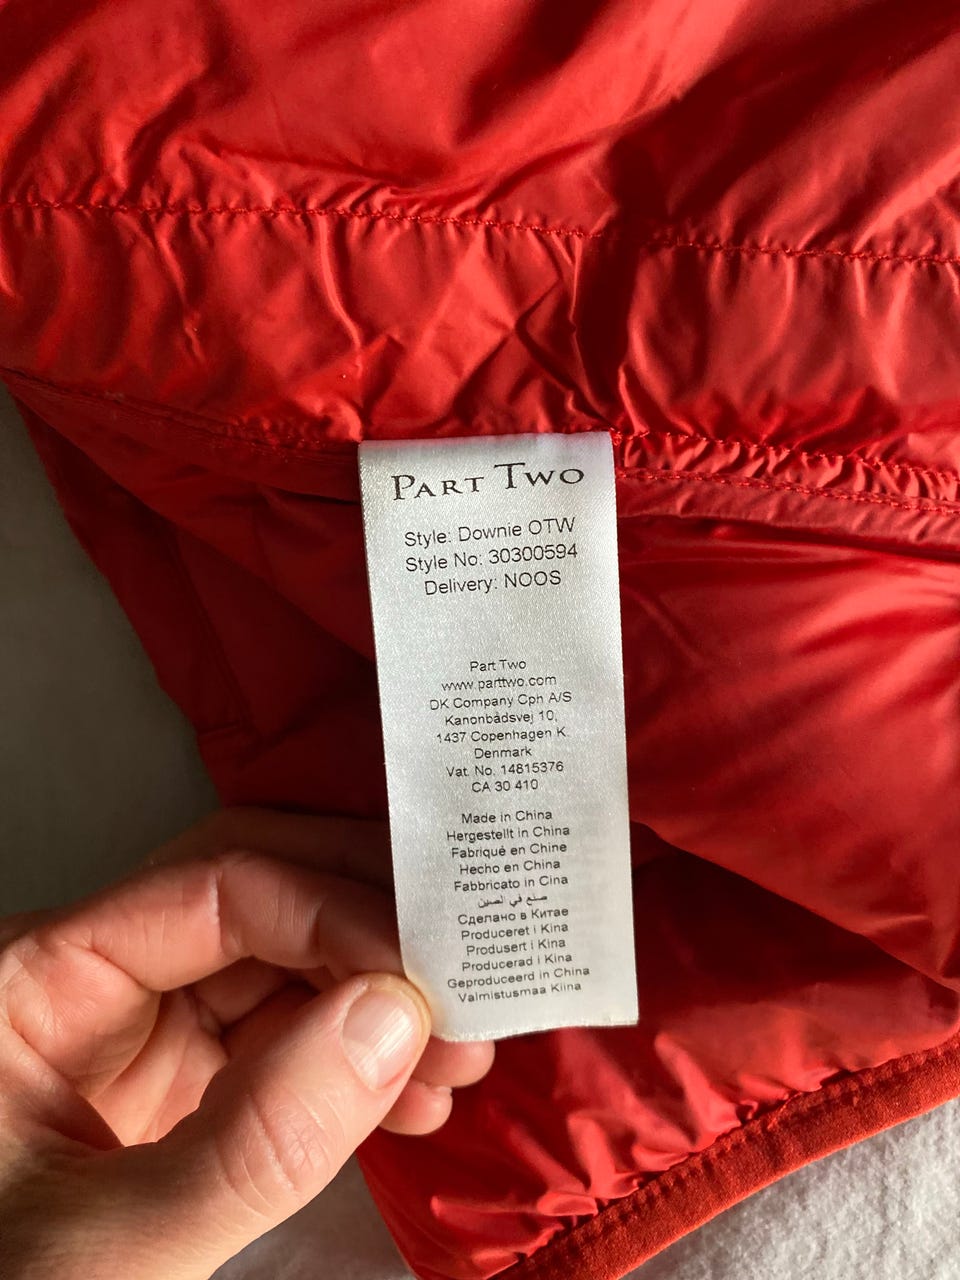 PART TWO
Style: Downie OTW
Style No: 30300594
Delivery: NOOS
Part Two
www.parttwo.com
DK Company Cph A/S
Kanonbådsvej 10,
1437 Copenhagen K
Denmark
Vat. No. 14815376
CA 30 410
Made in China
Hergestellt in China
Fabriqué en Chine
Hecho en China
Fabbricato in Cina
صنع في الصين
Сделано в Китае
Produceret i Kina
Produsert i Kina
Producerad i Kina
Geproduceerd in China
Valmistusmaa Kiina